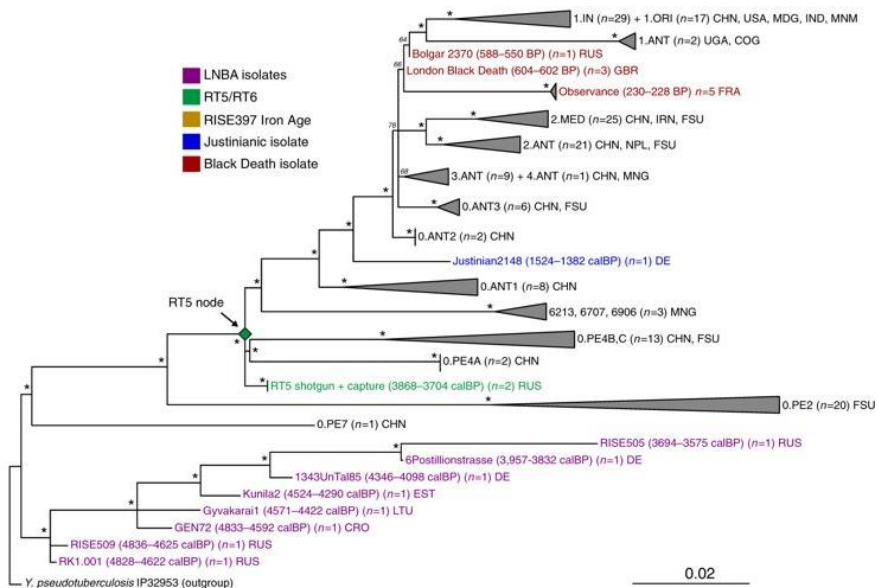 1.IN (n=29) + 1.ORI (n=17) CHN, USA, MDG, IND, MNM
1.ANT (n=2) UGA, COG
64
Bolgar 2370 (588–550 BP) (n=1) RUS
66
London Black Death (604–602 BP) (n=3) GBR
Observance (230–228 BP) n=5 FRA
LNBA isolates
RT5/RT6
RISE397 Iron Age
Justinianic isolate
Black Death isolate
2.MED (n=25) CHN, IRN, FSU
78
2.ANT (n=21) CHN, NPL, FSU
68
3.ANT (n=9) + 4.ANT (n=1) CHN, MNG
0.ANT3 (n=6) CHN, FSU
0.ANT2 (n=2) CHN
Justinian2148 (1524–1382 calBP) (n=1) DE
0.ANT1 (n=8) CHN
RT5 node
6213, 6707, 6906 (n=3) MNG
0.PE4B,C (n=13) CHN, FSU
0.PE4A (n=2) CHN
RT5 shotgun + capture (3868–3704 calBP) (n=2) RUS
0.PE2 (n=20) FSU
0.PE7 (n=1) CHN
RISE505 (3694–3575 calBP) (n=1) RUS
6Postillionstrasse (3,957-3832 calBP) (n=1) DE
1343UnTal85 (4346–4098 calBP) (n=1) DE
Kunila2 (4524–4290 calBP) (n=1) EST
Gyvakarai1 (4571–4422 calBP) (n=1) LTU
GEN72 (4833–4592 calBP) (n=1) CRO
RISE509 (4836–4625 calBP) (n=1) RUS
RK1.001 (4828–4622 calBP) (n=1) RUS
Y. pseudotuberculosis IP32953 (outgroup)
0.02